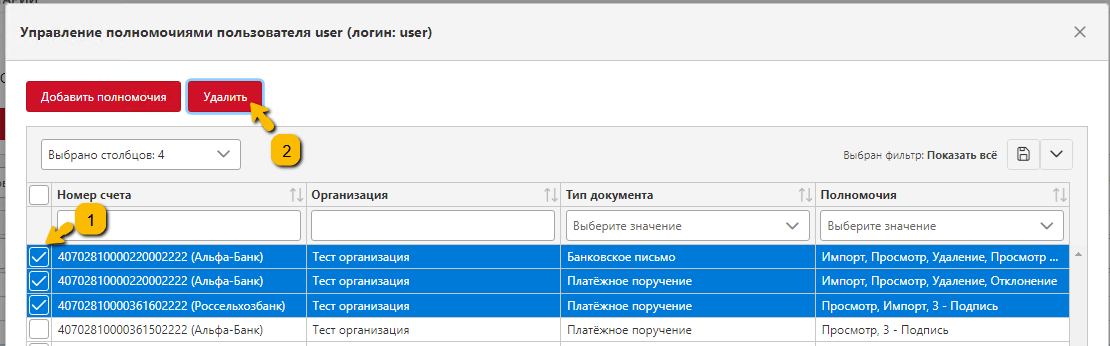 Управление полномочиями пользователя user (логин: user)
Добавить полномочия Удалить
2
Выбрано столбцов: 4 Выбран фильтр: Показать всё
Номер счета Организация Тип документа Полномочия
1
Выберите значение Выберите значение
40702810000220002222 (Альфа-Банк) Тест организация Банковское письмо Импорт, Просмотр, Удаление, Просмотр ...
40702810000220002222 (Альфа-Банк) Тест организация Платёжное поручение Импорт, Просмотр, Удаление, Отклонение
40702810000361602222 (Россельхозбанк) Тест организация Платёжное поручение Просмотр, Импорт, 3 - Подпись
40702810000361502222 (Альфа-Банк) Тест организация Платёжное поручение Просмотр, 3 - Подпись